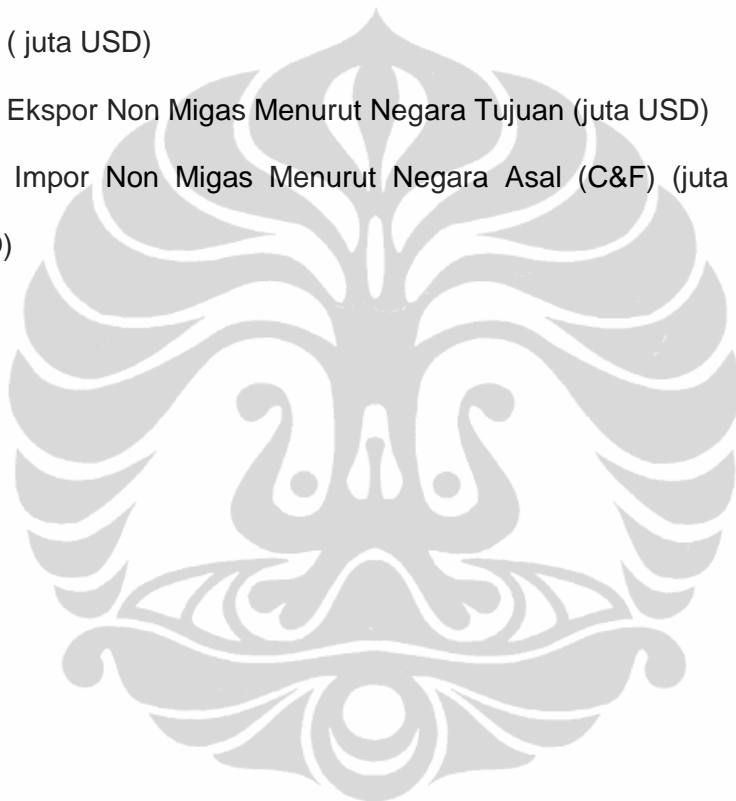 ( juta USD)
Ekspor Non Migas Menurut Negara Tujuan (juta USD)
Impor Non Migas Menurut Negara Asal (C&F) (juta
)